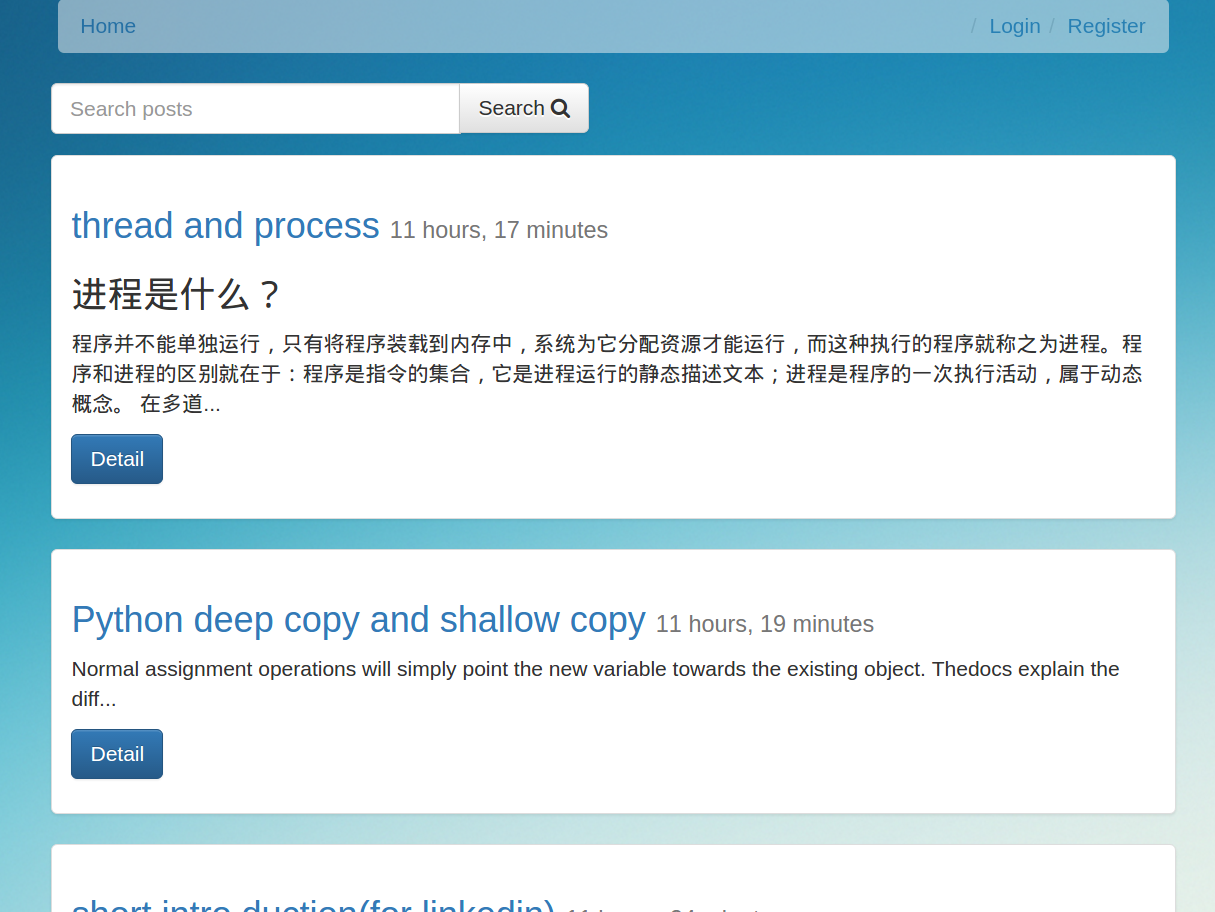 Home / Login / Register
Search posts Search
thread and process 11 hours, 17 minutes
进程是什么？
程序并不能单独运行，只有将程序装载到内存中，系统为它分配资源才能运行，而这种执行的程序就称之为进程。程
序和进程的区别就在于：程序是指令的集合，它是进程运行的静态描述文本；进程是程序的一次执行活动，属于动态
概念。 在多道...
Detail
Python deep copy and shallow copy 11 hours, 19 minutes
Normal assignment operations will simply point the new variable towards the existing object. Thedocs explain the
diff...
Detail
short intro duction(for linkedin) 11 hours, 24 minutes